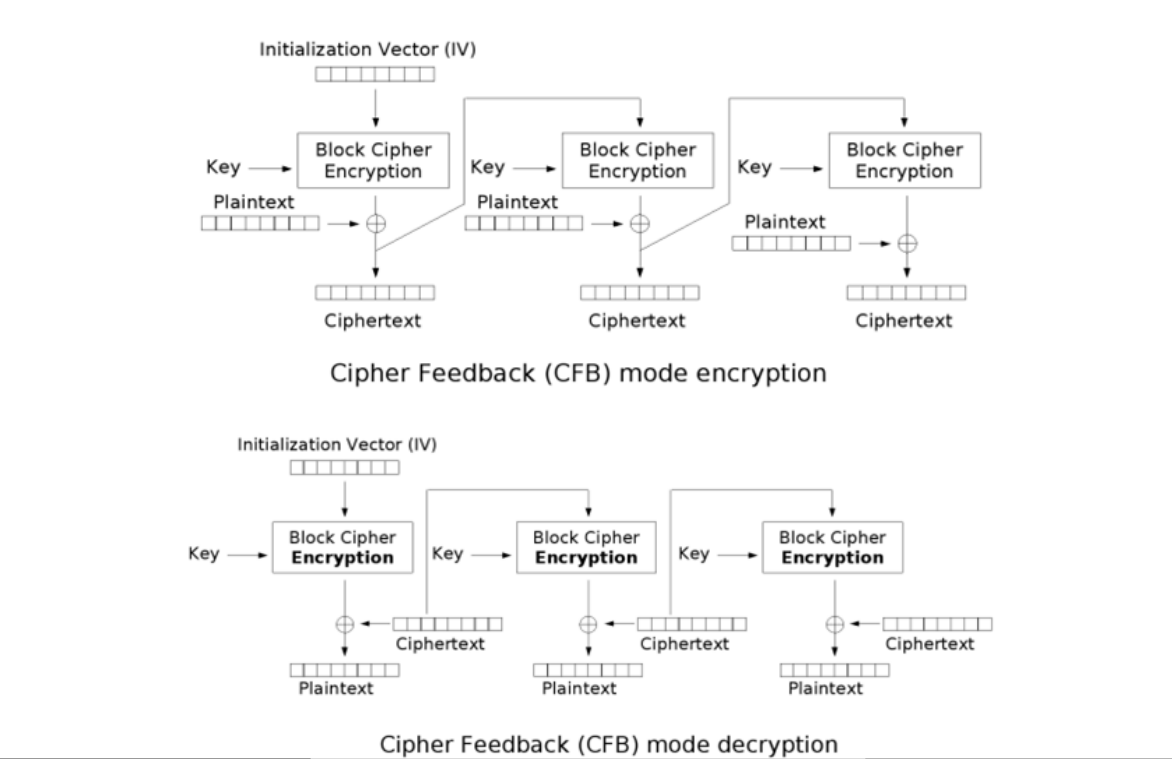 Initialization Vector (IV)
Block Cipher
Encryption
Block Cipher
Encryption
Block Cipher
Encryption
Key
Key
Key
Plaintext
Plaintext
Plaintext
Ciphertext
Ciphertext
Ciphertext
Cipher Feedback (CFB) mode encryption
Initialization Vector (IV)
Block Cipher
Encryption
Block Cipher
Encryption
Block Cipher
Encryption
Key
Key
Key
Ciphertext
Ciphertext
Ciphertext
Plaintext
Plaintext
Plaintext
Cipher Feedback (CFB) mode decryption